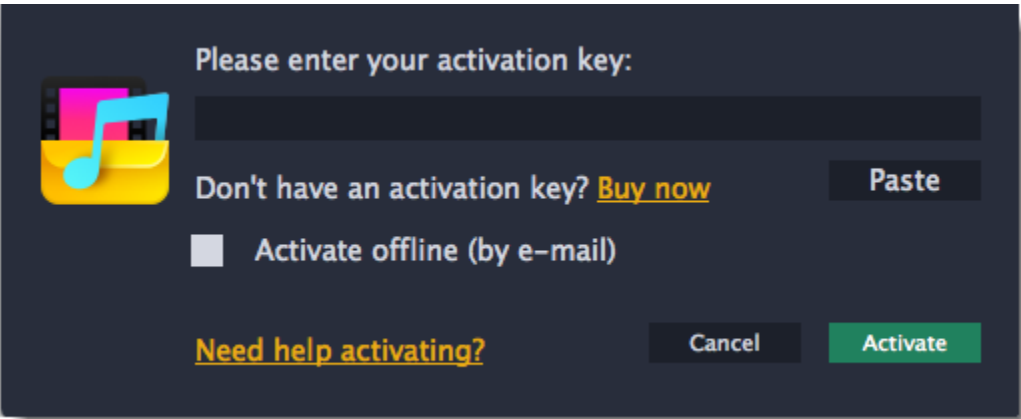 Please enter your activation key:
Don't have an activation key? Buy now
Paste
Activate offline (by e-mail)
Need help activating?
Cancel
Activate